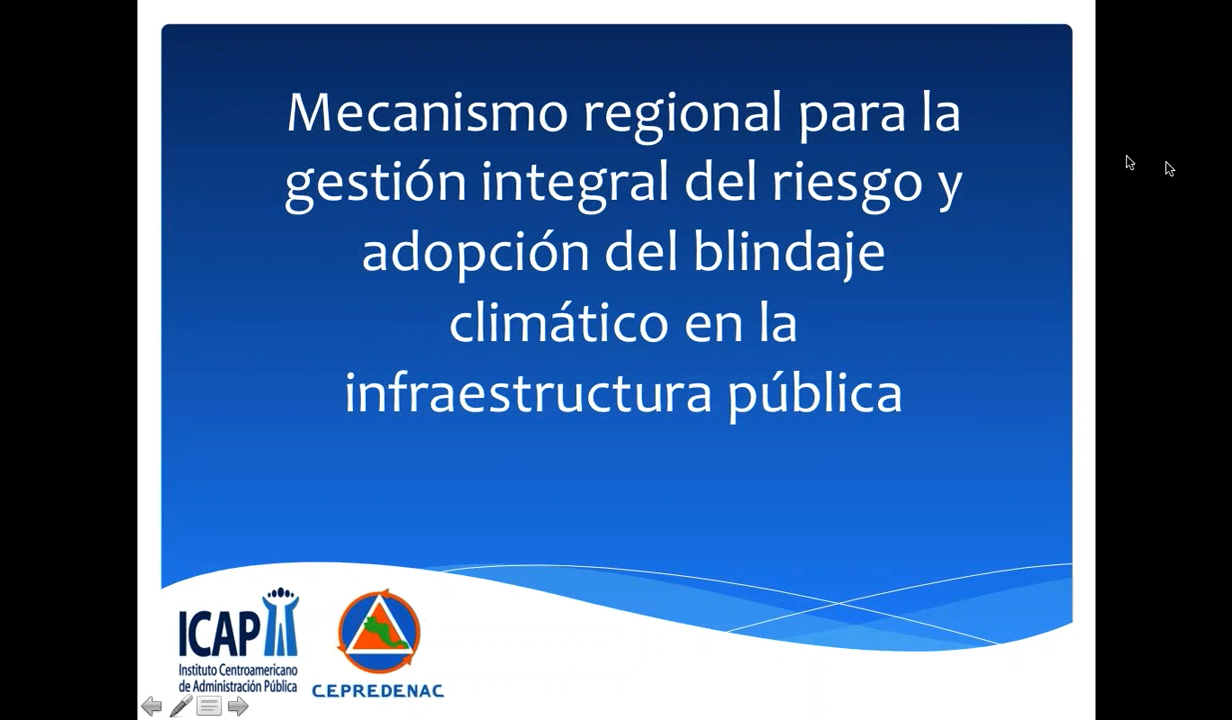 Mecanismo regional para la
gestión integral del riesgo y
adopción del blindaje
climático en la
infraestructura pública
ICAP
Instituto Centroamericano
de Administración Pública
CEPREDENAC